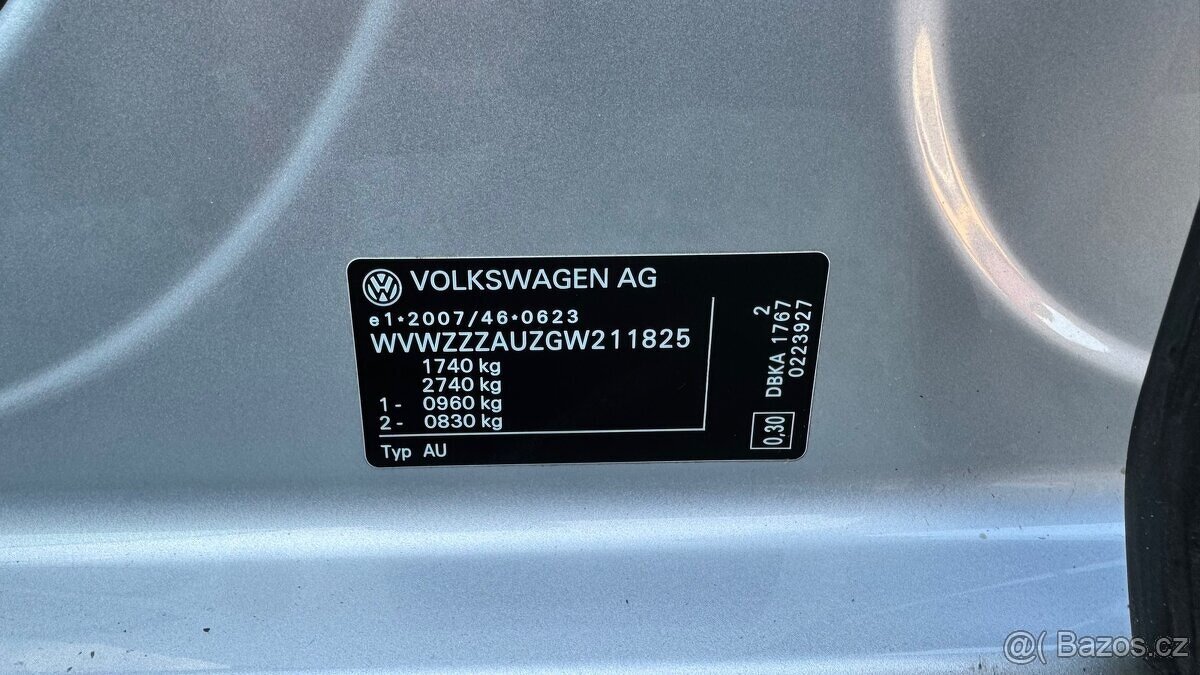 VOLKSWAGEN AG
e1*2007/46*0623
WVWZZZAUZGW211825
1740 kg
2740 kg
1- 0960 kg
2- 0830 kg
Typ AU
0,30
DBKA 1767 2
0223927
@( Bazos.cz